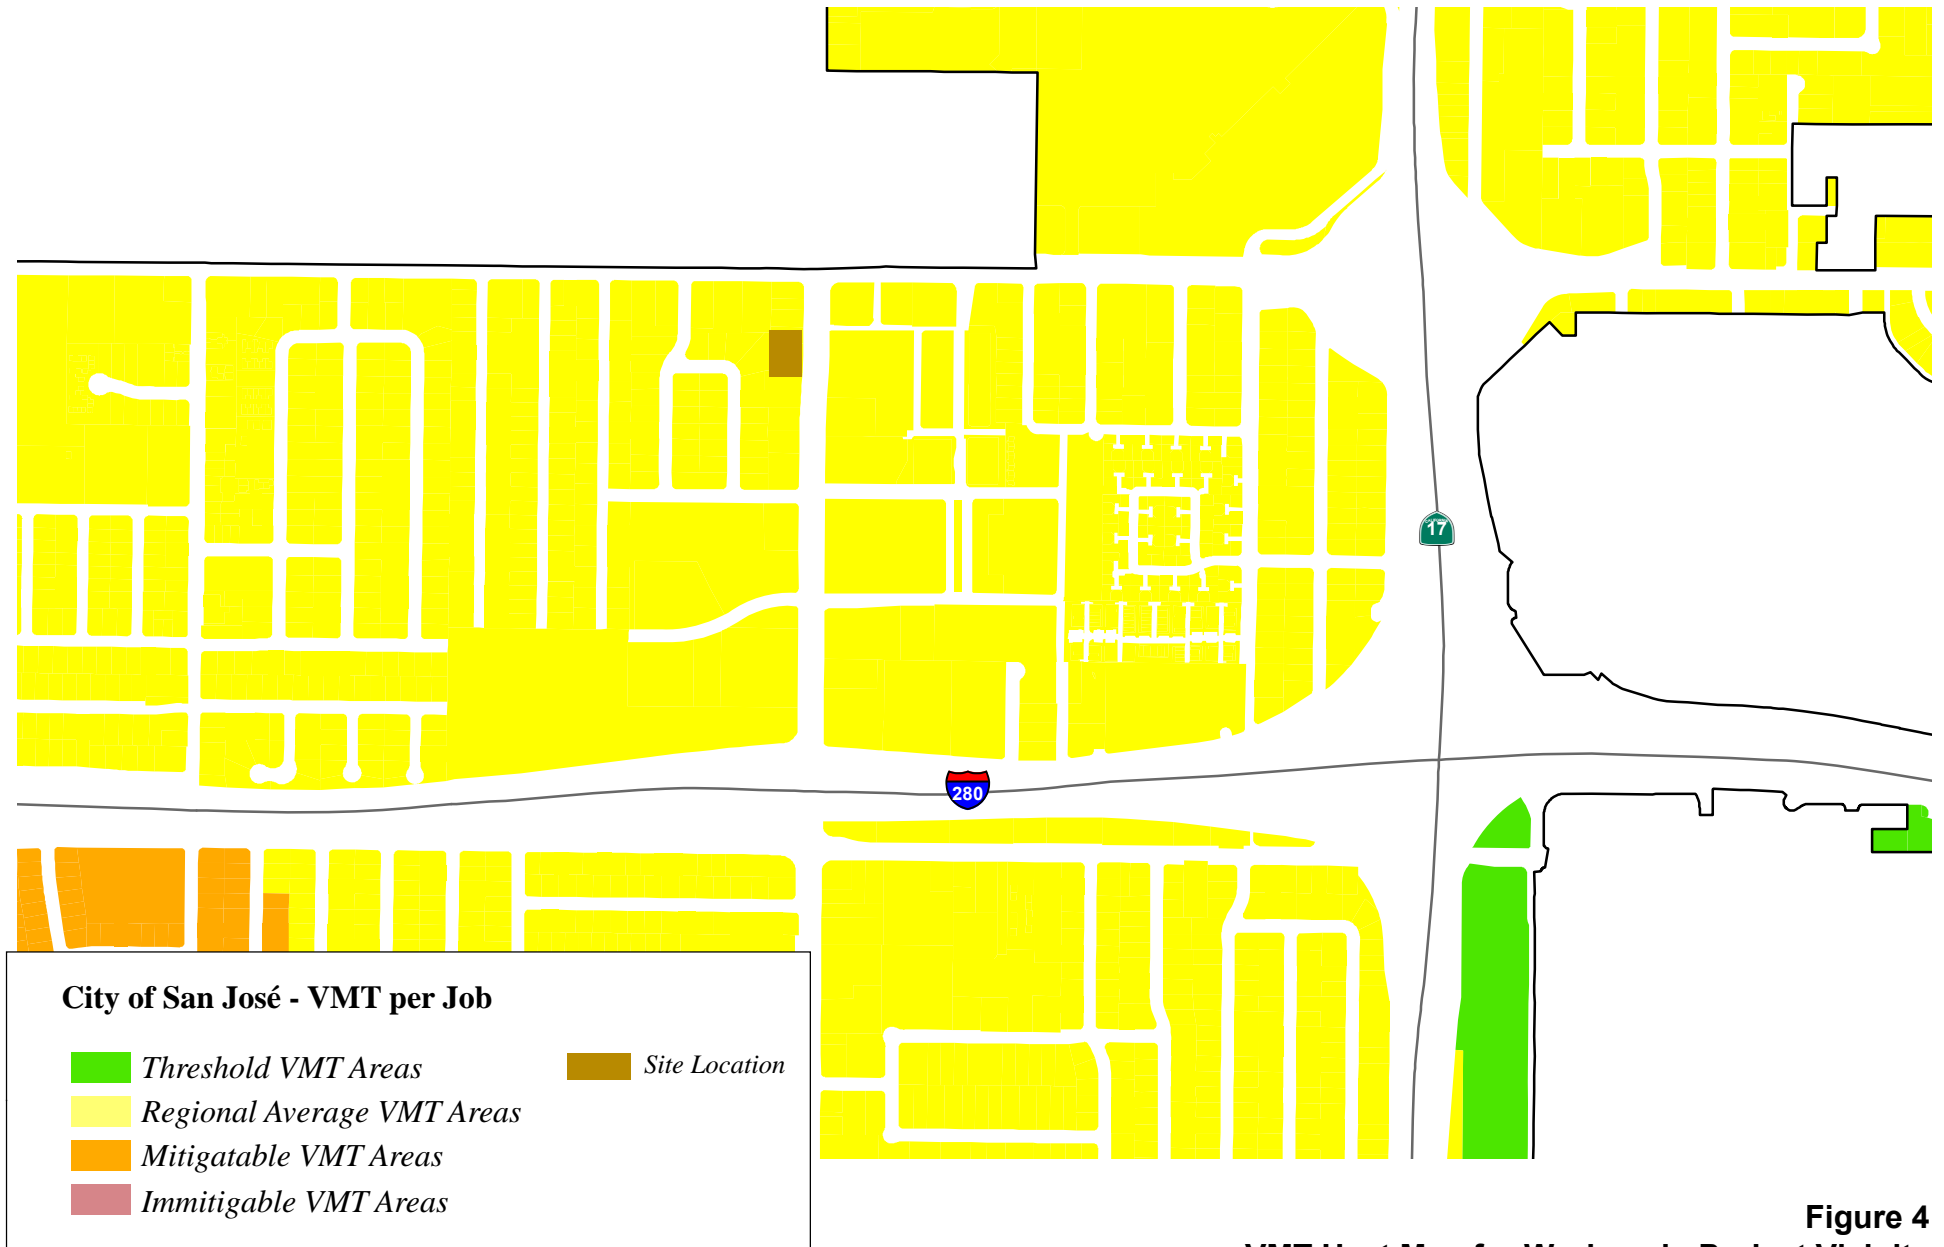 17
280
City of San José - VMT per Job
Threshold VMT Areas
Site Location
Regional Average VMT Areas
Mitigatable VMT Areas
Immitigable VMT Areas
Figure 4